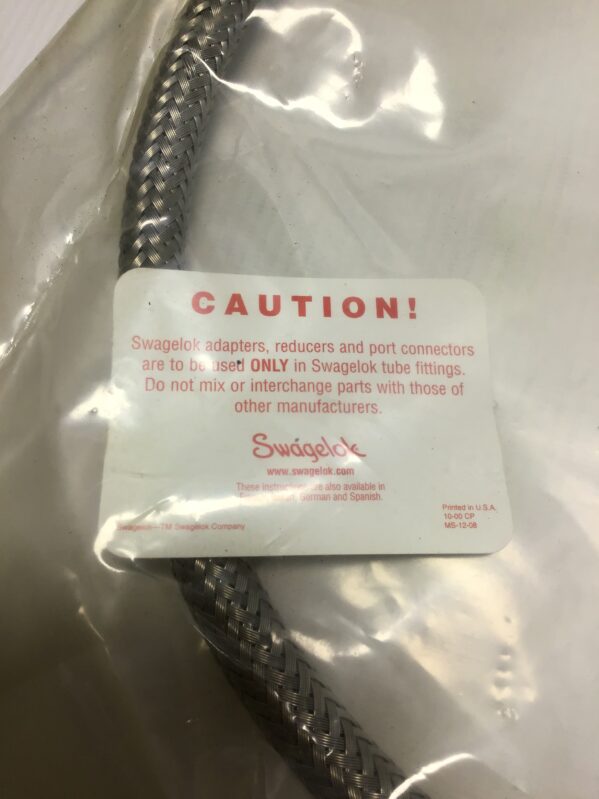 CAUTION!
Swagelok adapters, reducers and port connectors
are to be used ONLY in Swagelok tube fittings.
Do not mix or interchange parts with those of
other manufacturers.
Swagelok
www.swagelok.com
These instructions are also available in
German and Spanish.
Swagelok—TM Swagelok Company
Printed in U.S.A.
10-00 CP
MS-12-08